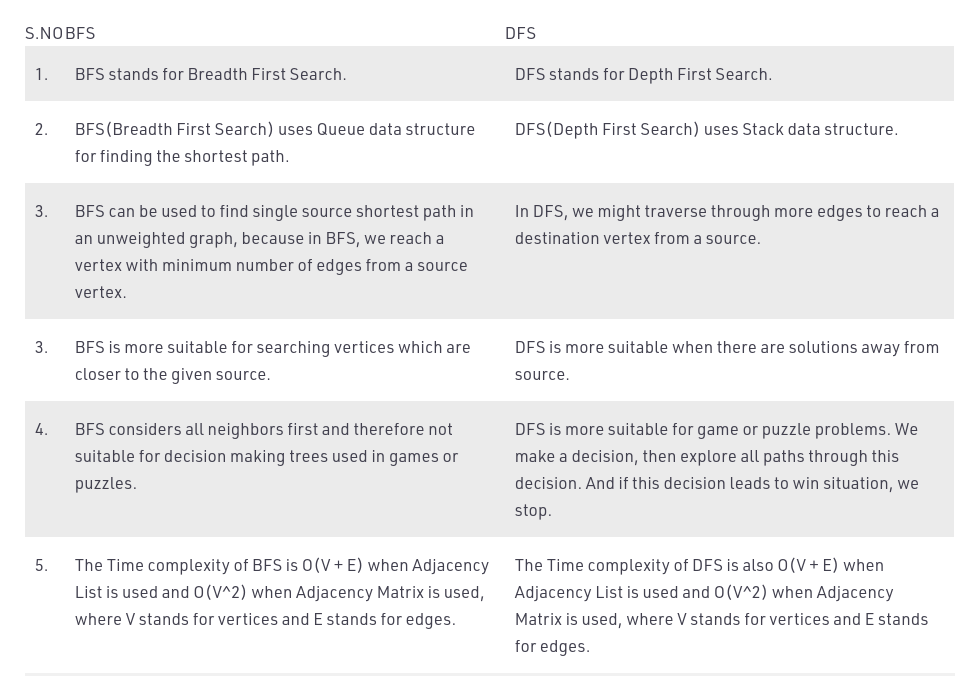 S.NO BFS DFS
1. BFS stands for Breadth First Search. DFS stands for Depth First Search.
2. BFS(Breadth First Search) uses Queue data structure DFS(Depth First Search) uses Stack data structure.
for finding the shortest path.
3. BFS can be used to find single source shortest path in In DFS, we might traverse through more edges to reach a
an unweighted graph, because in BFS, we reach a destination vertex from a source.
vertex with minimum number of edges from a source
vertex.
3. BFS is more suitable for searching vertices which are DFS is more suitable when there are solutions away from
closer to the given source. source.
4. BFS considers all neighbors first and therefore not DFS is more suitable for game or puzzle problems. We
suitable for decision making trees used in games or make a decision, then explore all paths through this
puzzles. decision. And if this decision leads to win situation, we
stop.
5. The Time complexity of BFS is O(V + E) when Adjacency The Time complexity of DFS is also O(V + E) when
List is used and O(V^2) when Adjacency Matrix is used, Adjacency List is used and O(V^2) when Adjacency
where V stands for vertices and E stands for edges. Matrix is used, where V stands for vertices and E stands
for edges.